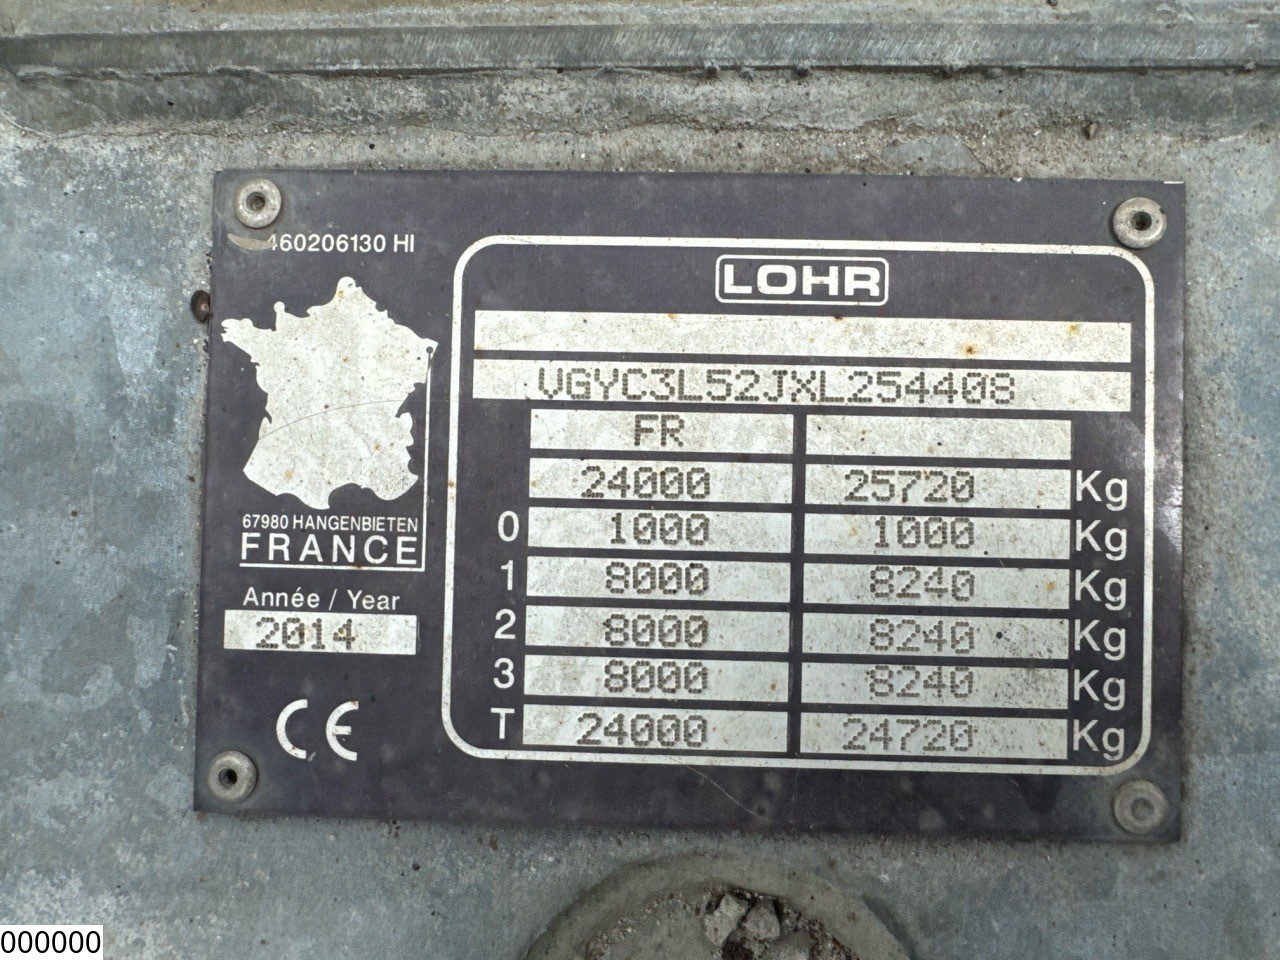 460206130 HI
67980 HANGENBIETEN
FRANCE
Année / Year
2014
CE
LOHR
VGYC3L52JXL254408
FR
24000 25720 Kg
0 1000 1000 Kg
1 8000 8240 Kg
2 8000 8240 Kg
3 8000 8240 Kg
T 24000 24720 Kg
000000